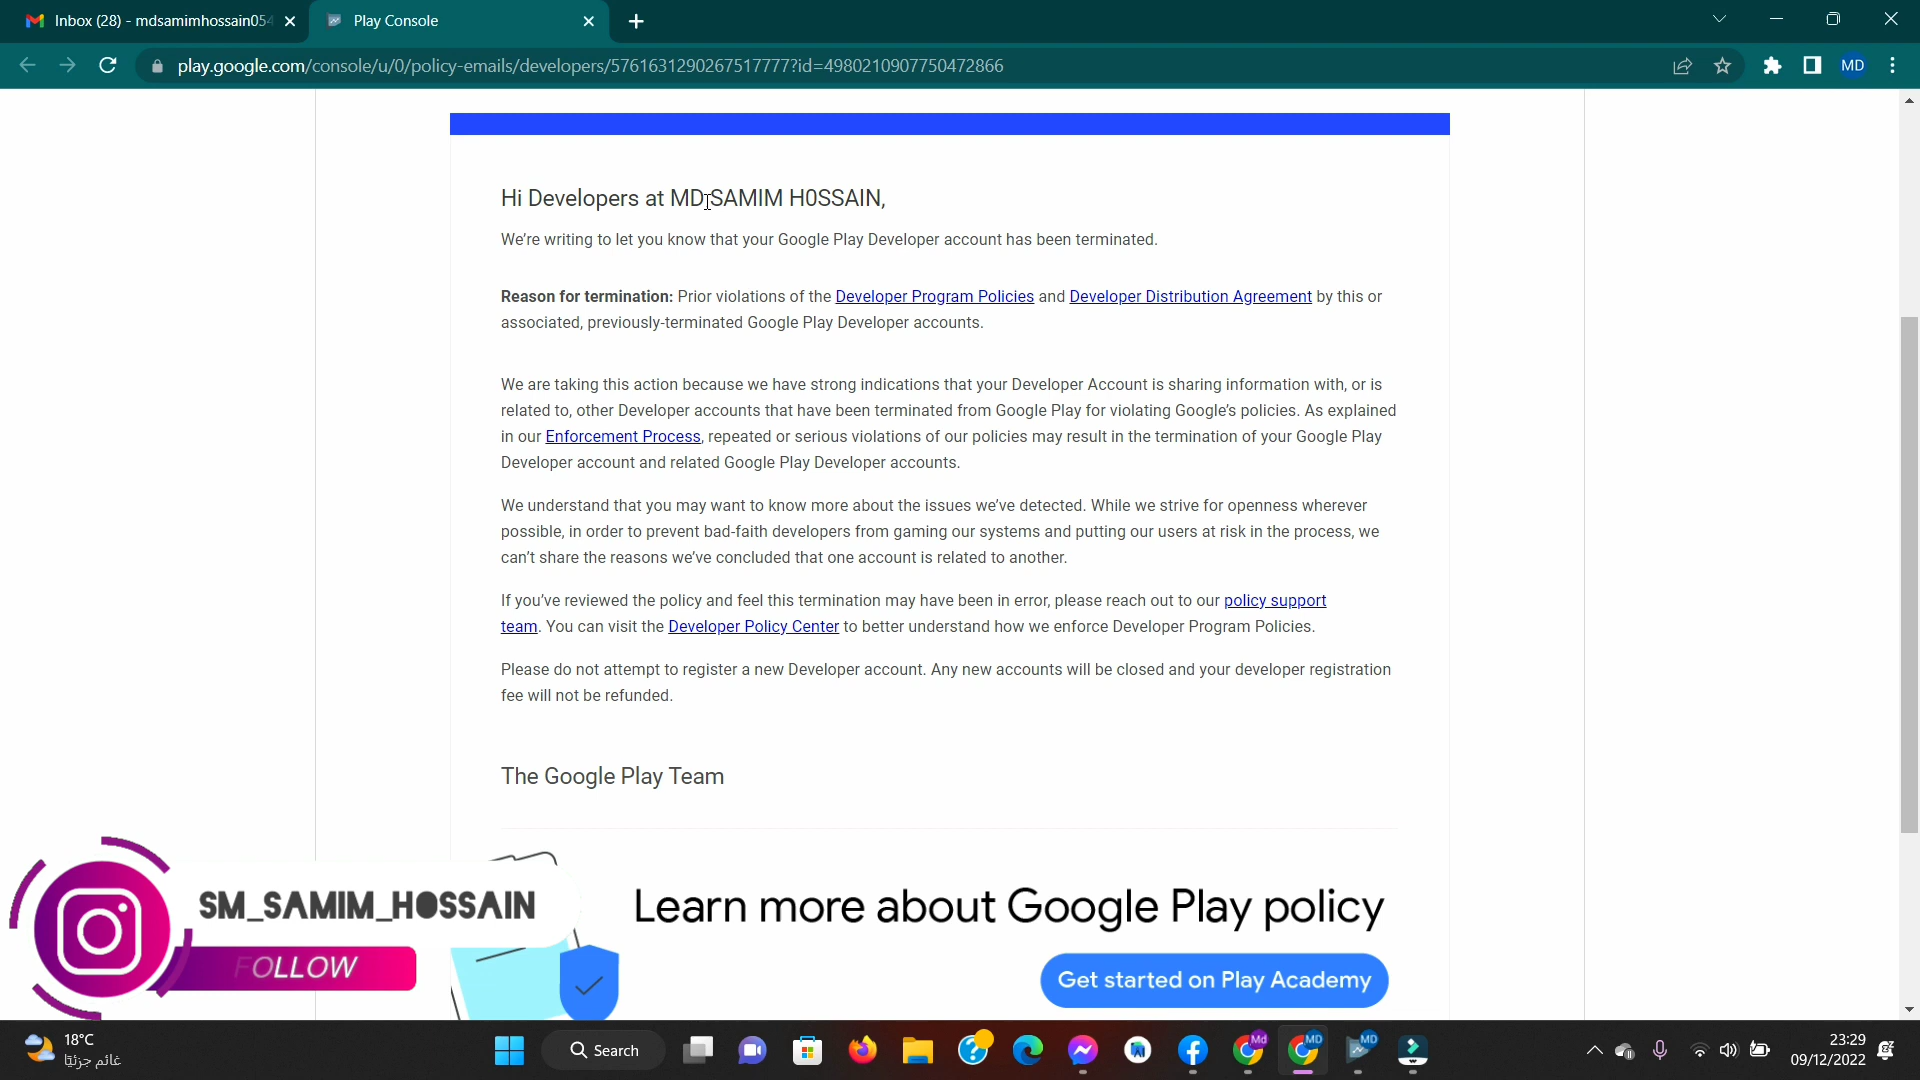 Inbox (28) - mdsamimhossain054
Play Console
play.google.com/console/u/0/policy-emails/developers/5761631290267517777?id=4980210907750472866
MD
Hi Developers at MD SAMIM H0SSAIN,
We're writing to let you know that your Google Play Developer account has been terminated.
Reason for termination: Prior violations of the Developer Program Policies and Developer Distribution Agreement by this or
associated, previously-terminated Google Play Developer accounts.
We are taking this action because we have strong indications that your Developer Account is sharing information with, or is
related to, other Developer accounts that have been terminated from Google Play for violating Google's policies. As explained
in our Enforcement Process, repeated or serious violations of our policies may result in the termination of your Google Play
Developer account and related Google Play Developer accounts.
We understand that you may want to know more about the issues we've detected. While we strive for openness wherever
possible, in order to prevent bad-faith developers from gaming our systems and putting our users at risk in the process, we
can't share the reasons we've concluded that one account is related to another.
If you've reviewed the policy and feel this termination may have been in error, please reach out to our policy support
team. You can visit the Developer Policy Center to better understand how we enforce Developer Program Policies.
Please do not attempt to register a new Developer account. Any new accounts will be closed and your developer registration
fee will not be refunded.
The Google Play Team
SM_SAMIM_HOSSAIN
FOLLOW
Learn more about Google Play policy
Get started on Play Academy
18°C
غائم جزئيًا
Search
Md
MD
MD
23:29
09/12/2022